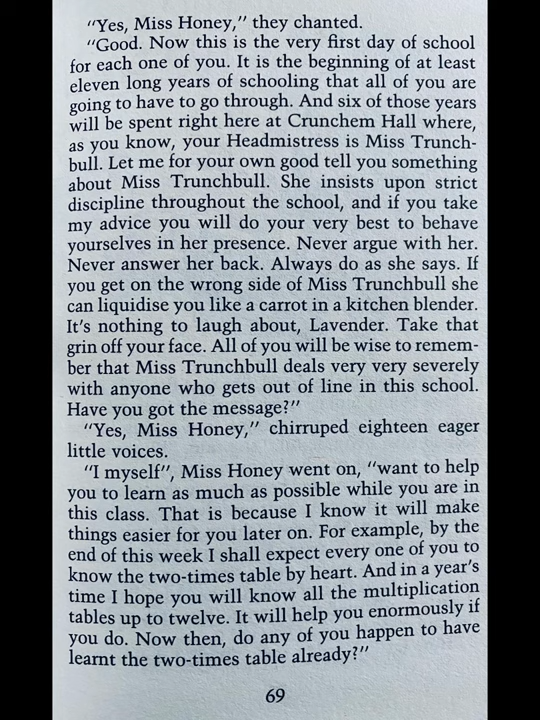 "Yes, Miss Honey," they chanted.
"Good. Now this is the very first day of school
for each one of you. It is the beginning of at least
eleven long years of schooling that all of you are
going to have to go through. And six of those years
will be spent right here at Crunchem Hall where,
as you know, your Headmistress is Miss Trunch-
bull. Let me for your own good tell you something
about Miss Trunchbull. She insists upon strict
discipline throughout the school, and if you take
my advice you will do your very best to behave
yourselves in her presence. Never argue with her.
Never answer her back. Always do as she says. If
you get on the wrong side of Miss Trunchbull she
can liquidise you like a carrot in a kitchen blender.
It's nothing to laugh about, Lavender. Take that
grin off your face. All of you will be wise to remem-
ber that Miss Trunchbull deals very very severely
with anyone who gets out of line in this school.
Have you got the message?"
"Yes, Miss Honey," chirruped eighteen eager
little voices.
"I myself", Miss Honey went on, "want to help
you to learn as much as possible while you are in
this class. That is because I know it will make
things easier for you later on. For example, by the
end of this week I shall expect every one of you to
know the two-times table by heart. And in a year's
time I hope you will know all the multiplication
tables up to twelve. It will help you enormously if
you do. Now then, do any of you happen to have
learnt the two-times table already?"
69